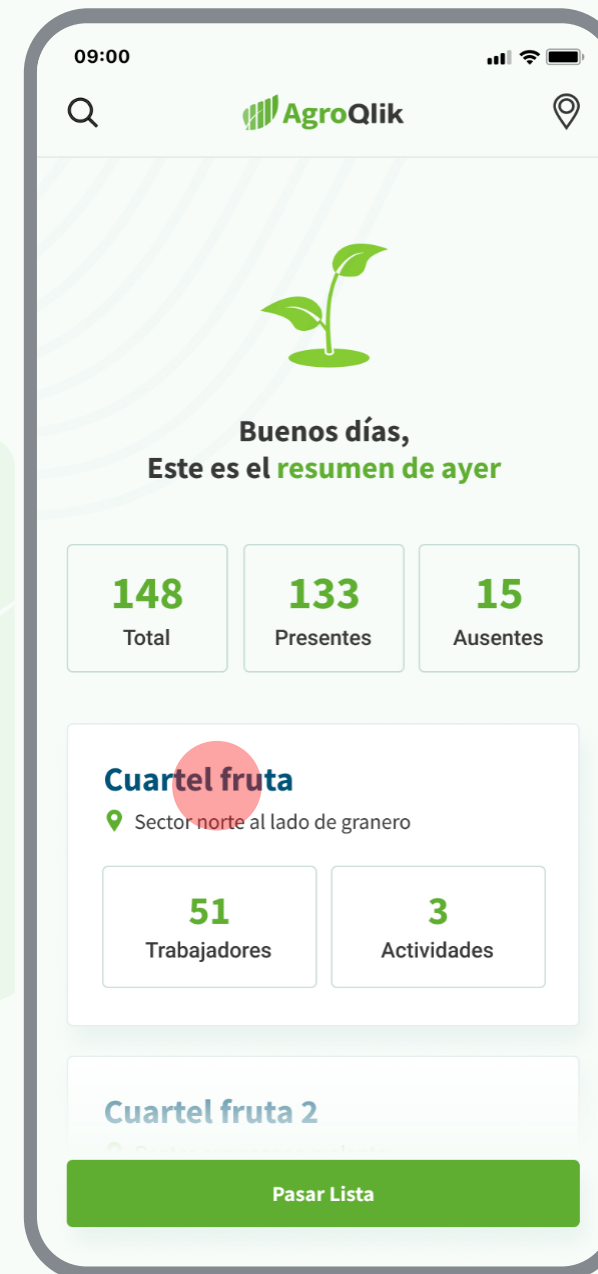 09:00
AgroQlik
Buenos días,
Este es el resumen de ayer
148
Total
133
Presentes
15
Ausentes
Cuartel fruta
Sector norte al lado de granero
51
Trabajadores
3
Actividades
Cuartel fruta 2
Pasar Lista